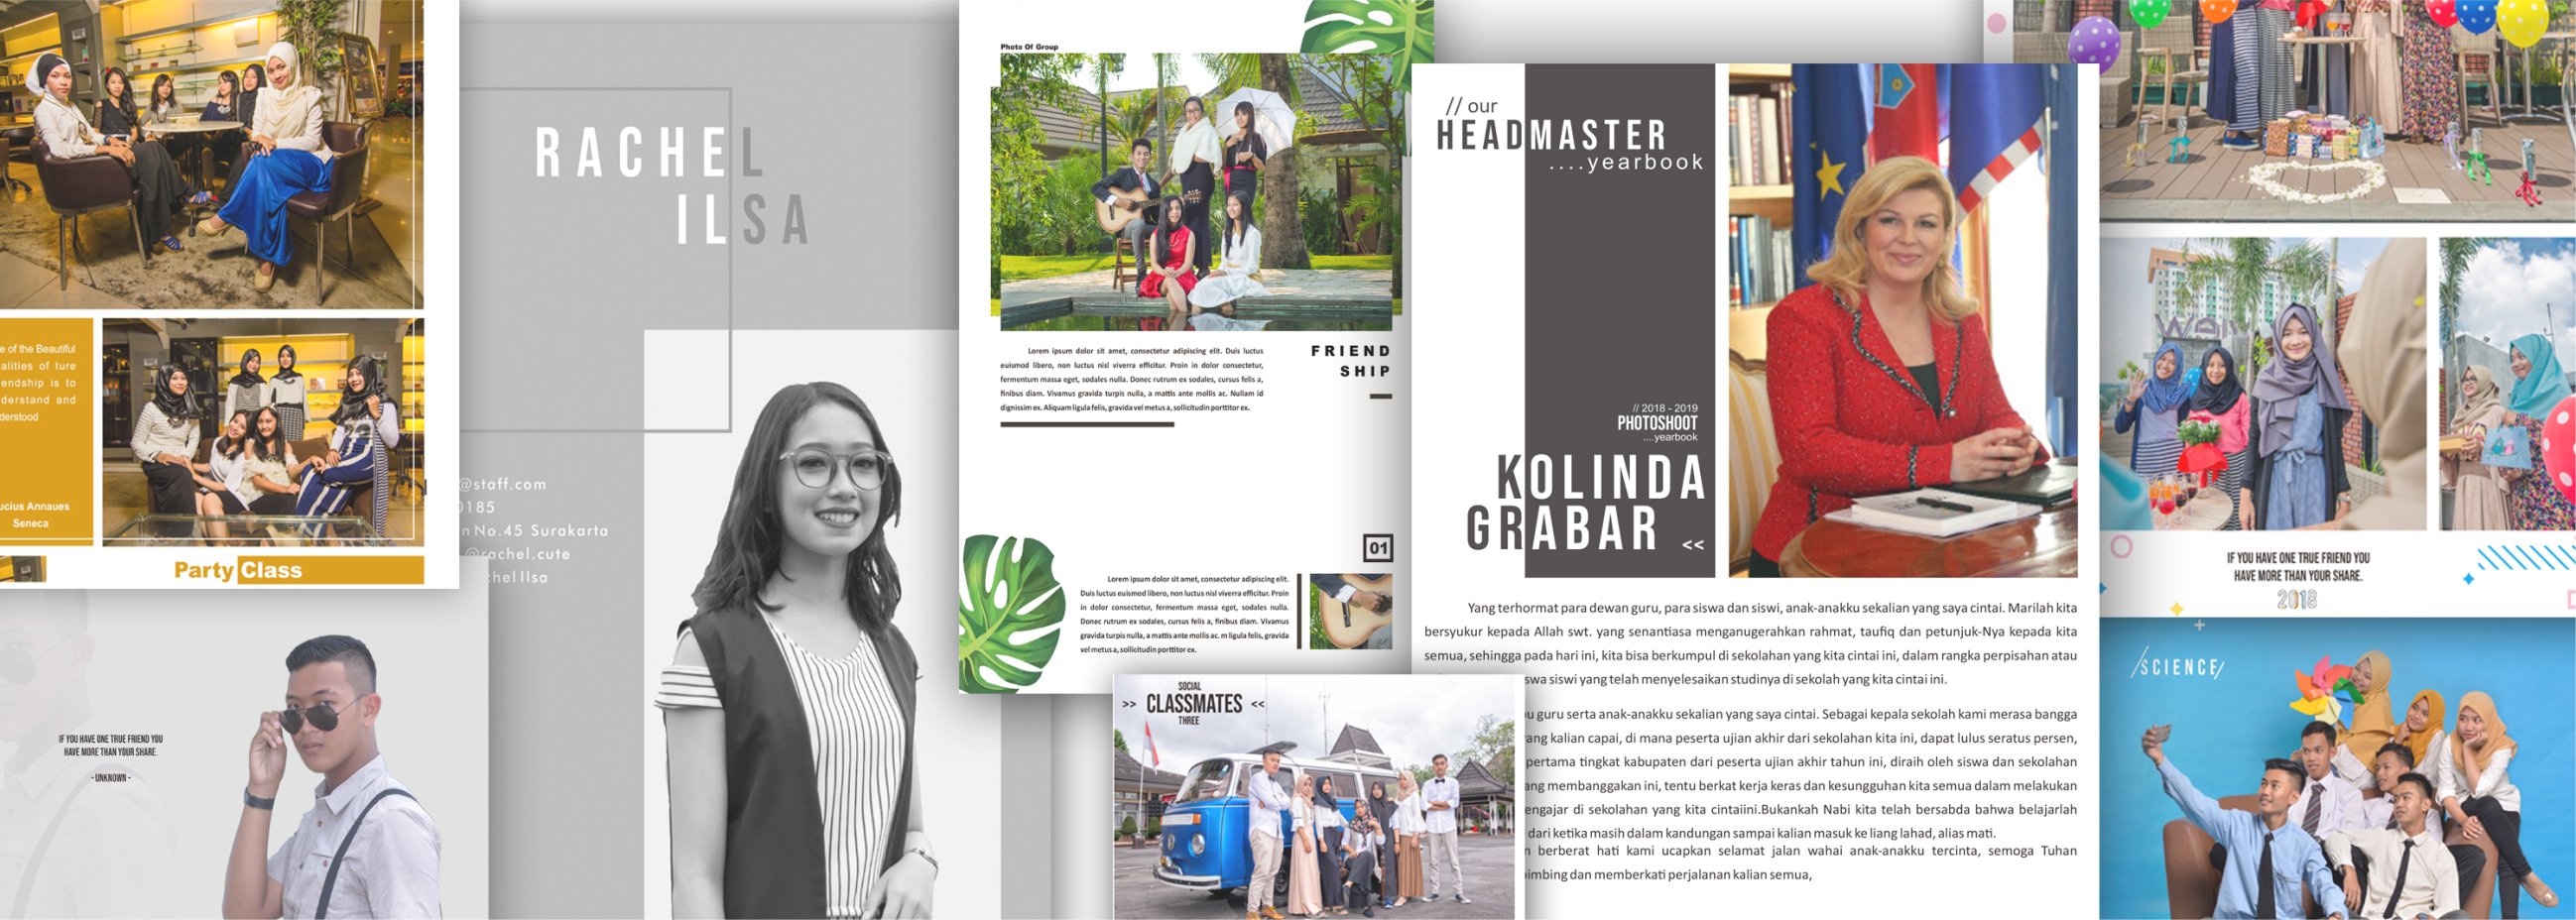 e of the Beautiful
alities of ture
endship is to
derstand and
derstood
ucius Annaues
Seneca
Party Class
IF YOU HAVE ONE TRUE FRIEND YOU
HAVE MORE THAN YOUR SHARE.
- UNKNOWN -
RACHEL
ILSA
@staff.com
0185
n No.45 Surakarta
@rachel.cute
chel Ilsa
Photo Of Group
Lorem ipsum dolor sit amet, consectetur adipiscing elit. Duis luctus
euismod libero, non luctus nisl viverra efficitur. Proin in dolor consectetur,
fermentum massa eget, sodales nulla. Donec rutrum ex sodales, cursus felis a,
finibus diam. Vivamus gravida turpis nulla, a mattis ante mollis ac. Nullam id
dignissim ex. Aliquam ligula felis, gravida vel metus a, sollicitudin porttitor ex.
FRIEND
SHIP
01
Lorem ipsum dolor sit amet, consectetur adipiscing elit.
Duis luctus euismod libero, non luctus nisl viverra efficitur. Proin
in dolor consectetur, fermentum massa eget, sodales nulla.
Donec rutrum ex sodales, cursus felis a, finibus diam. Vivamus
gravida turpis nulla, a mattis ante mollis ac. m ligula felis, gravida
vel metus a, sollicitudin porttitor ex.
SOCIAL
>> CLASSMATES <<
THREE
// our
HEADMASTER
....yearbook
// 2018 - 2019
PHOTOSHOOT
....yearbook
KOLINDA
GRABAR <<
Yang terhormat para dewan guru, para siswa dan siswi, anak-anakku sekalian yang saya cintai. Marilah kita
bersyukur kepada Allah swt. yang senantiasa menganugerahkan rahmat, taufiq dan petunjuk-Nya kepada kita
semua, sehingga pada hari ini, kita bisa berkumpul di sekolahan yang kita cintai ini, dalam rangka perpisahan atau
swa siswi yang telah menyelesaikan studinya di sekolah yang kita cintai ini.
u guru serta anak-anakku sekalian yang saya cintai. Sebagai kepala sekolah kami merasa bangga
ang kalian capai, di mana peserta ujian akhir dari sekolahan kita ini, dapat lulus seratus persen,
pertama tingkat kabupaten dari peserta ujian akhir tahun ini, diraih oleh siswa dan sekolahan
ang membanggakan ini, tentu berkat kerja keras dan kesungguhan kita semua dalam melakukan
engajar di sekolahan yang kita cintaiini.Bukankah Nabi kita telah bersabda bahwa belajarlah
dari ketika masih dalam kandungan sampai kalian masuk ke liang lahad, alias mati.
n berberat hati kami ucapkan selamat jalan wahai anak-anakku tercinta, semoga Tuhan
imbing dan memberkati perjalanan kalian semua,
IF YOU HAVE ONE TRUE FRIEND YOU
HAVE MORE THAN YOUR SHARE.
2018
/SCIENCE/